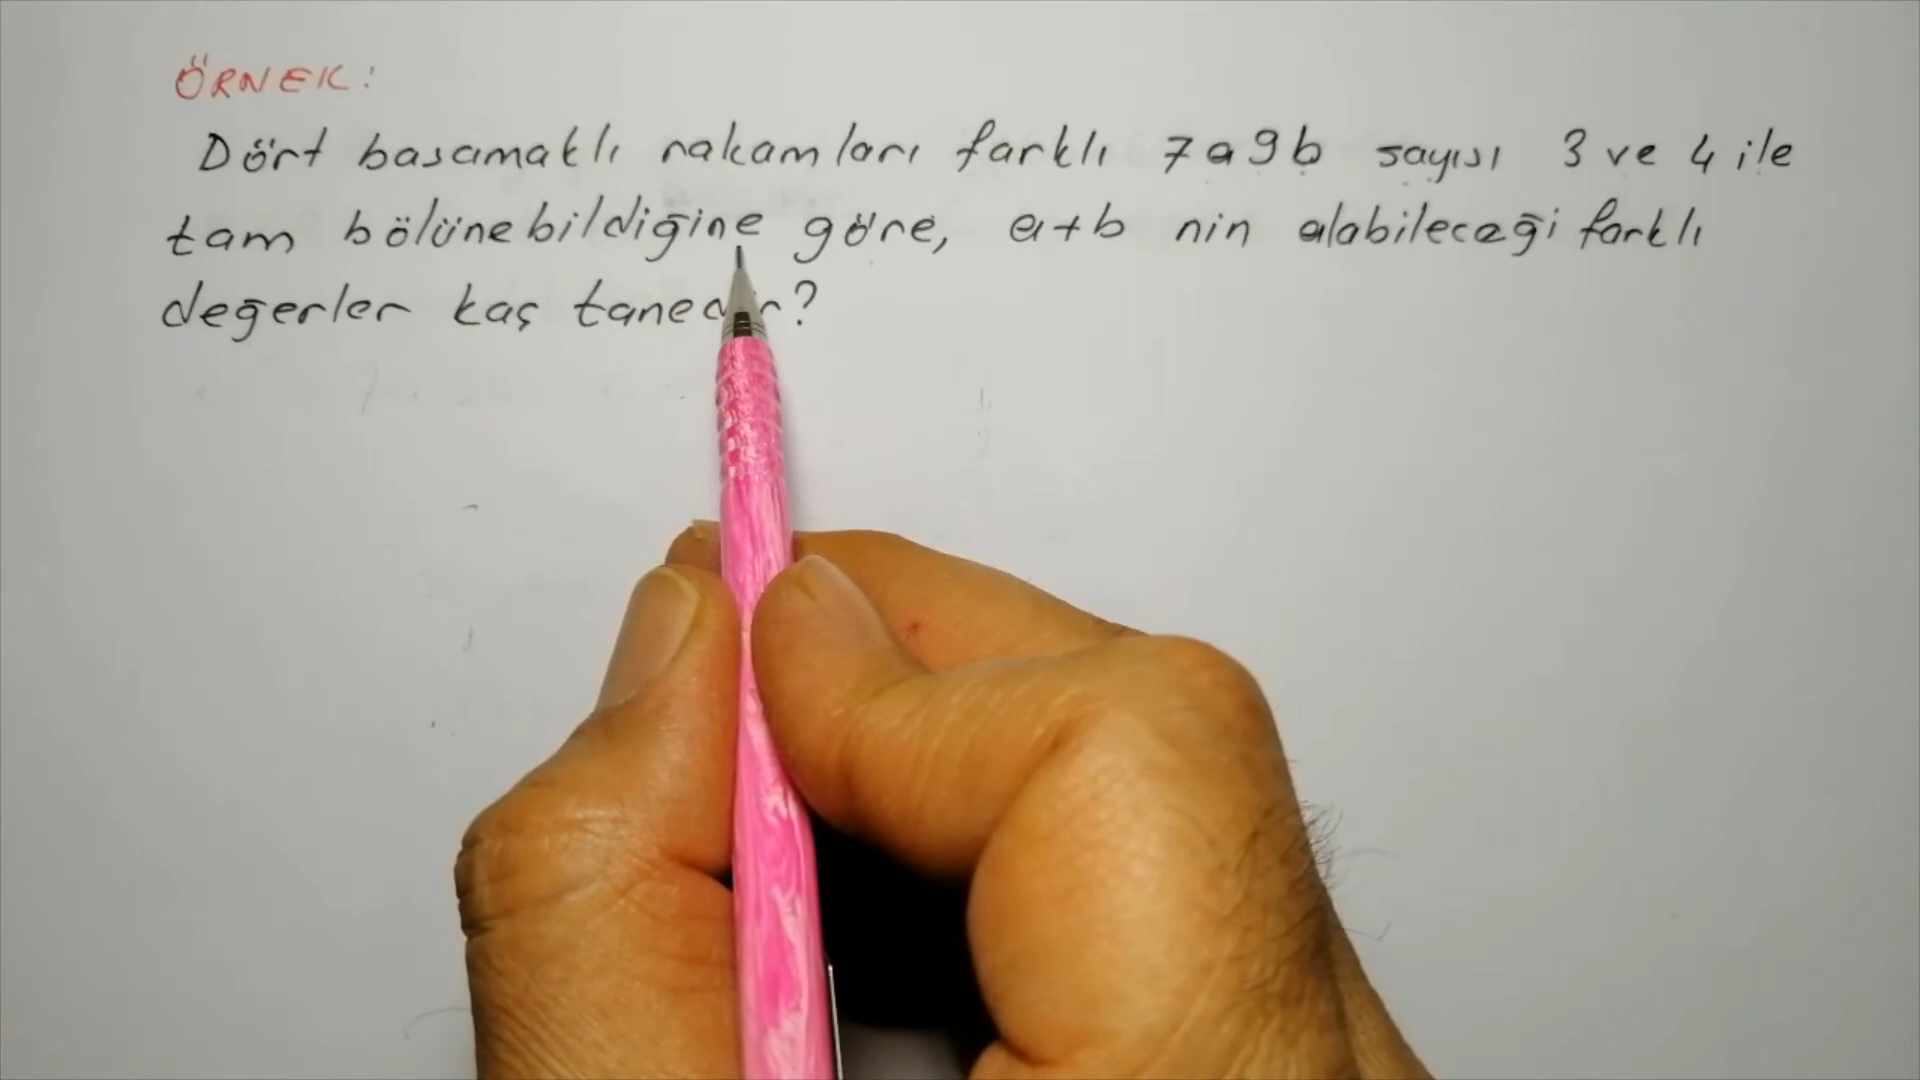 ÖRNEK:
Dört basamaklı rakamları farklı 7a9b sayısı 3 ve 4 ile
tam bölünebildiğine göre, a+b nin alabileceği farklı
değerler kaç tanedir?